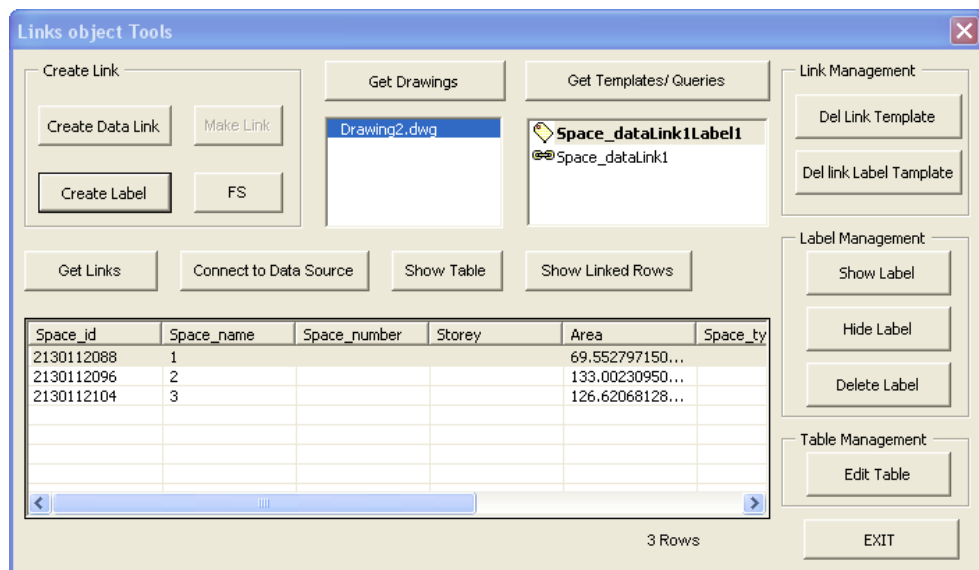 Links object Tools
Create Link
Get Drawings
Get Templates/ Queries
Link Management
Create Data Link
Make Link
Drawing2.dwg
Space_dataLink1Label1
Space_dataLink1
Del Link Template
Create Label
FS
Del link Label Tamplate
Get Links
Connect to Data Source
Show Table
Show Linked Rows
Label Management
Show Label
Hide Label
Delete Label
Space_id Space_name Space_number Storey Area Space_ty
2130112088 1 69.552797150...
2130112096 2 133.00230950...
2130112104 3 126.62068128...
Table Management
Edit Table
3 Rows
EXIT